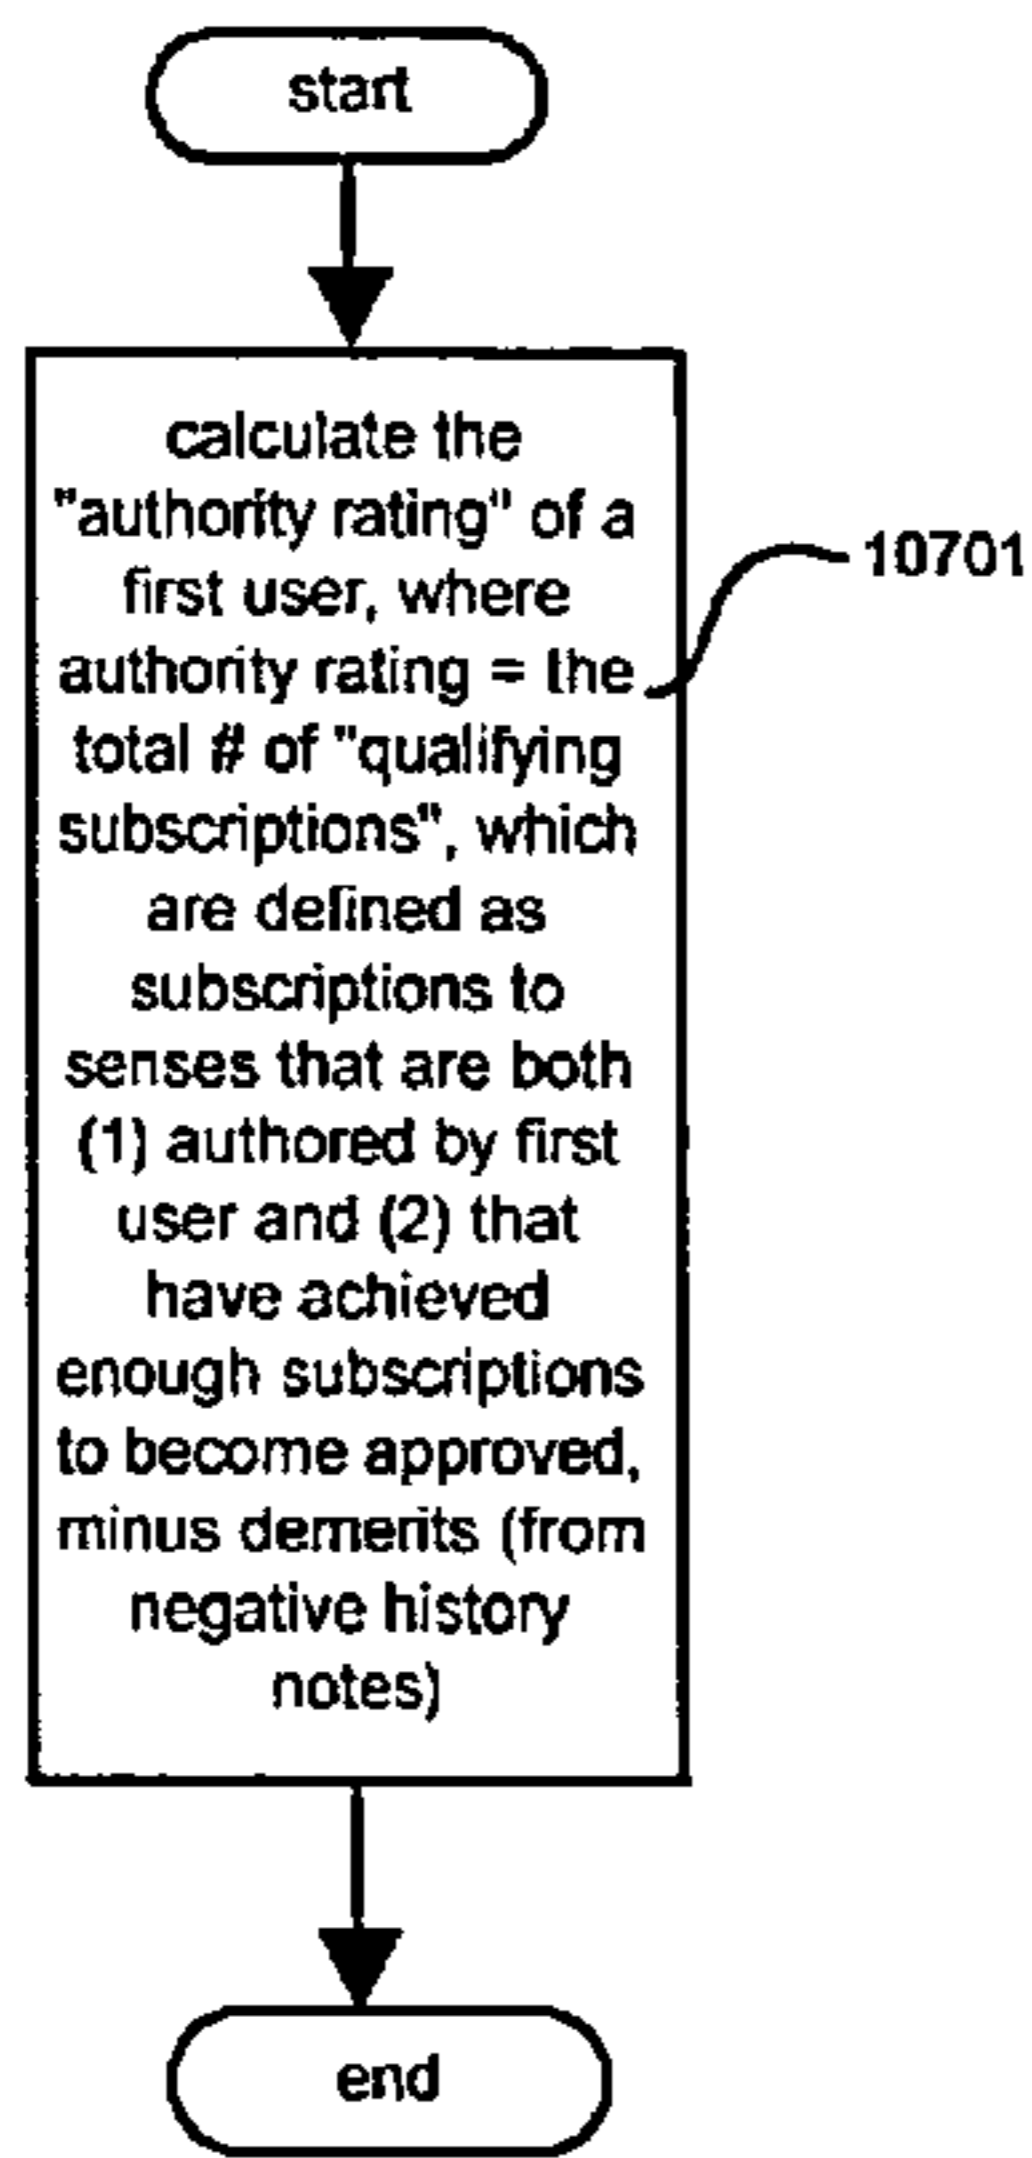 start
calculate the
"authority rating" of a
first user, where
authority rating = the
total # of "qualifying
subscriptions", which
are defined as
subscriptions to
senses that are both
(1) authored by first
user and (2) that
have achieved
enough subscriptions
to become approved,
minus demerits (from
negative history
notes)
10701
end